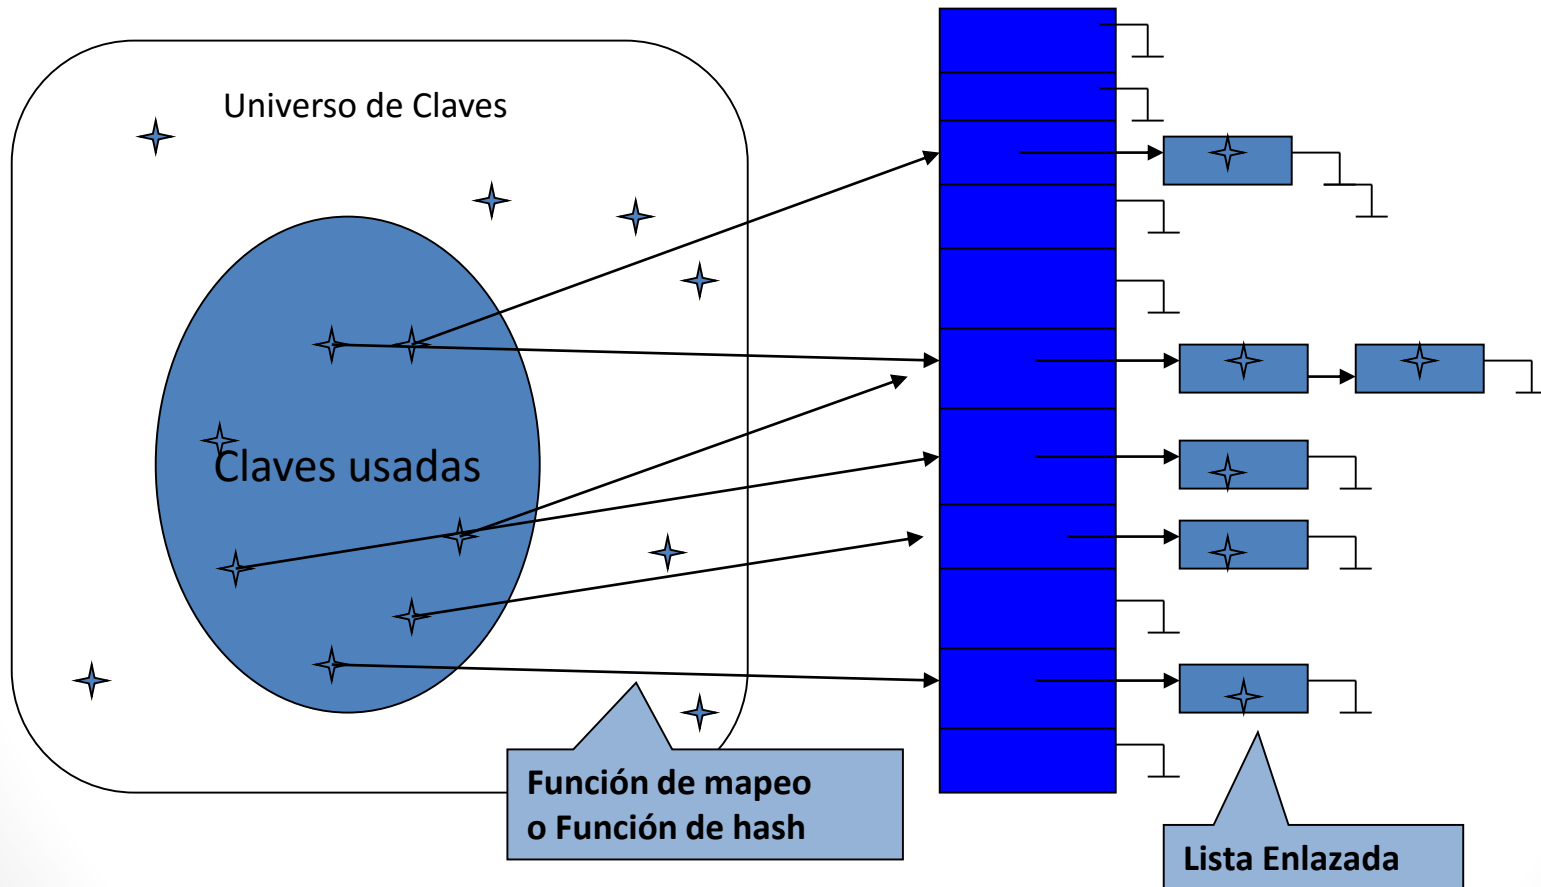 Universo de Claves
Claves usadas
Función de mapeo
o Función de hash
Lista Enlazada